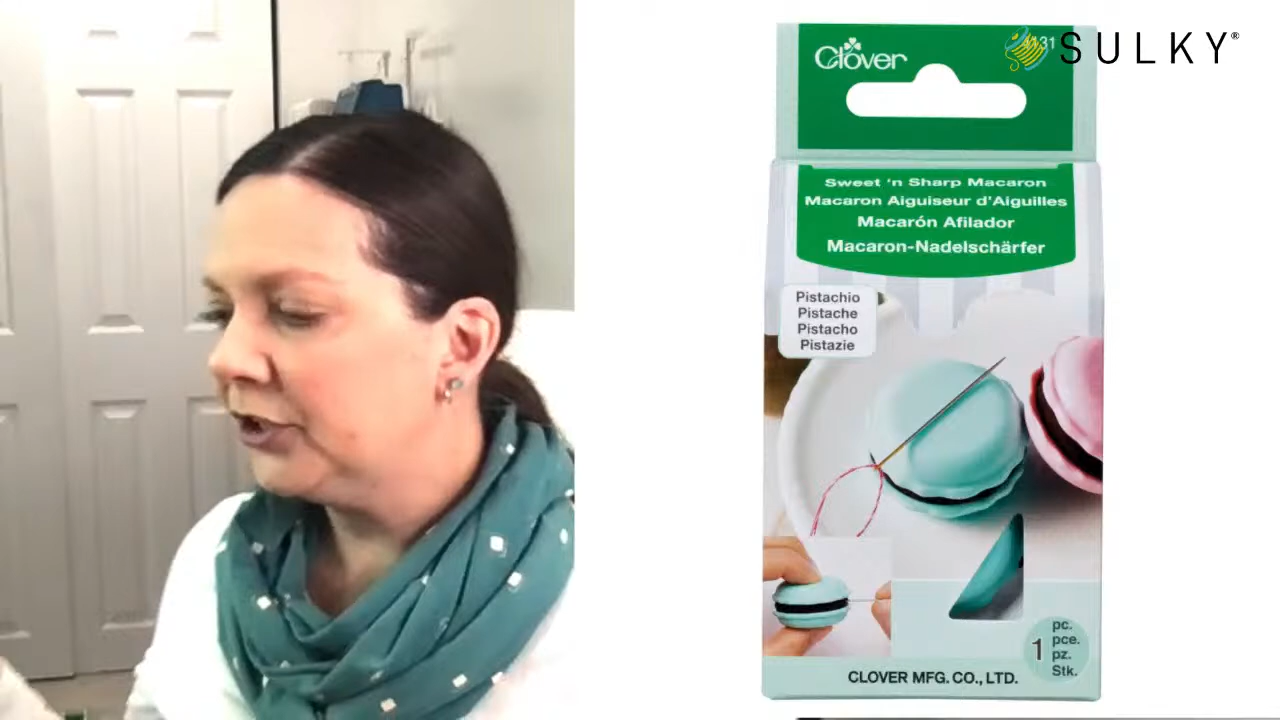 Clover
SULKY®
Sweet 'n Sharp Macaron
Macaron Aiguiseur d'Aiguilles
Macarón Afilador
Macaron-Nadelschärfer
Pistachio
Pistache
Pistacho
Pistazie
1
pc.
pce.
pz.
Stk.
CLOVER MFG. CO., LTD.